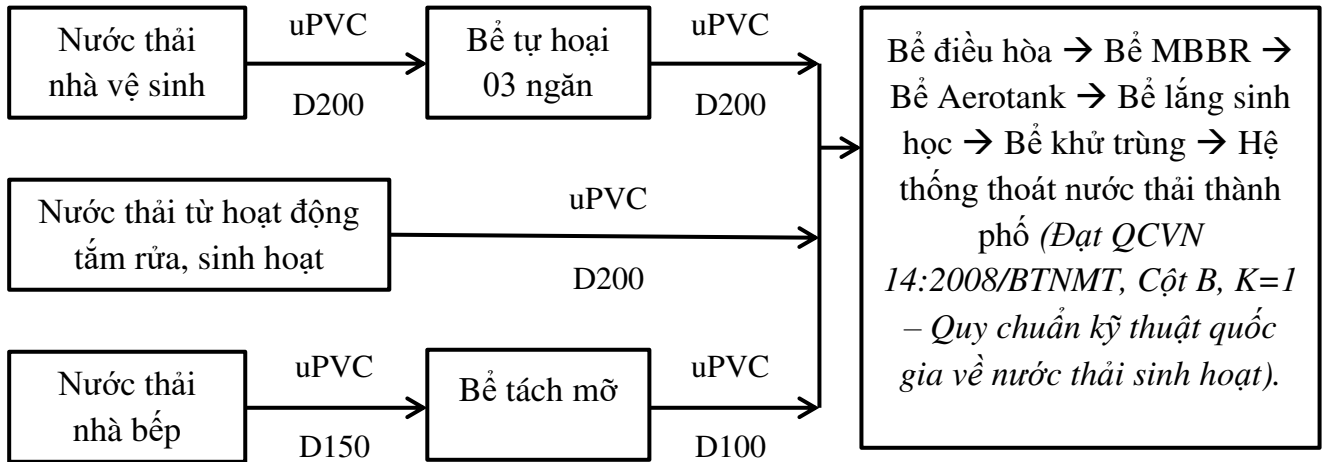 uPVC
uPVC
Nước thải
nhà vệ sinh
Bể tự hoại
03 ngăn
D200
D200
uPVC
Nước thải từ hoạt động
tắm rửa, sinh hoạt
D200
uPVC
uPVC
Nước thải
nhà bếp
Bể tách mỡ
D150
D100
Bể điều hòa → Bể MBBR →
Bể Aerotank → Bể lắng sinh
học → Bể khử trùng → Hệ
thống thoát nước thải thành
phố (Đạt QCVN
14:2008/BTNMT, Cột B, K=1
– Quy chuẩn kỹ thuật quốc
gia về nước thải sinh hoạt).